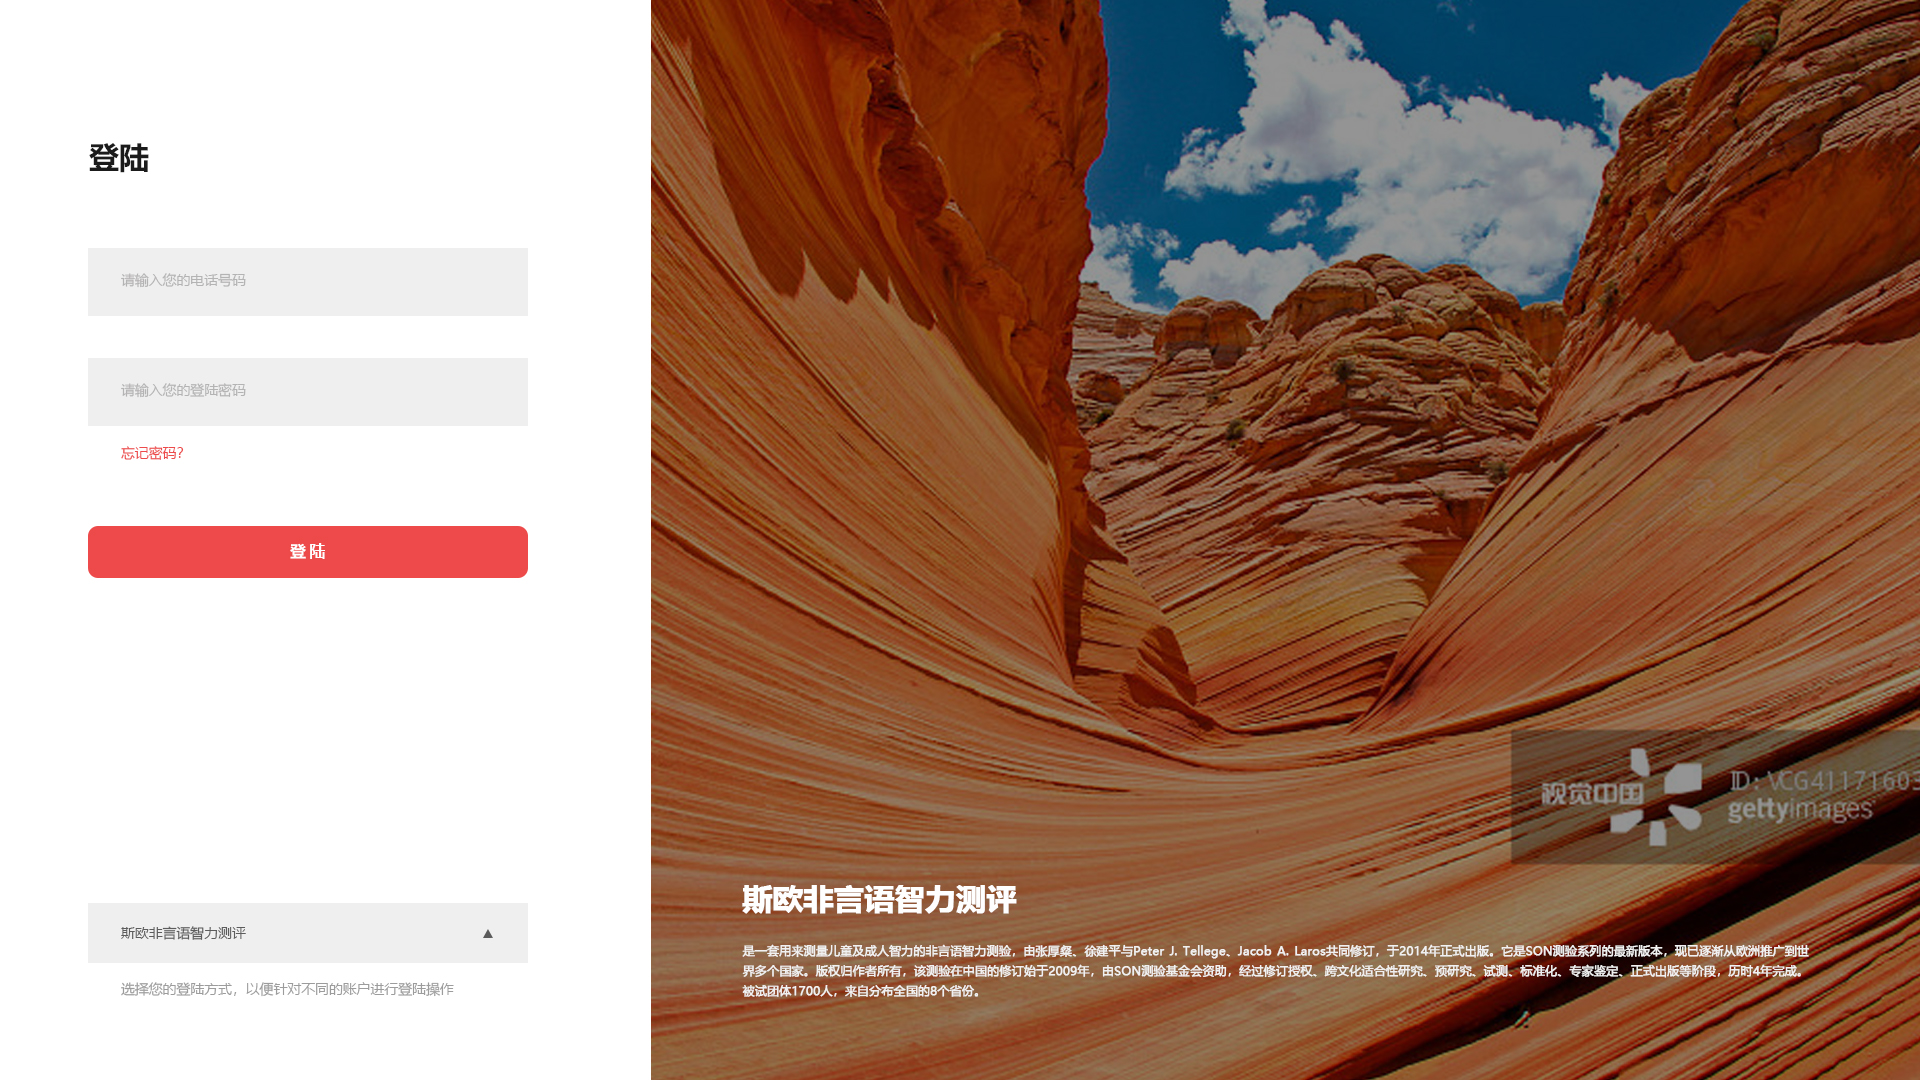 登陆
请输入您的电话号码
请输入您的登陆密码
忘记密码?
登陆
斯欧非言语智力测评
▲
选择您的登陆方式，以便针对不同的账户进行登陆操作
视觉中国
ID: VCG41171603
gettyimages
斯欧非言语智力测评
是一套用来测量儿童及成人智力的非言语智力测验，由张厚粲、徐建平与Peter J. Tellege、Jacob A. Laros共同修订，于2014年正式出版。它是SON测验系列的最新版本，现已逐渐从欧洲推广到世
界多个国家。版权归作者所有，该测验在中国的修订始于2009年，由SON测验基金会资助，经过修订授权、跨文化适合性研究、预研究、试测、标准化、专家鉴定、正式出版等阶段，历时4年完成。
被试团体1700人，来自分布全国的8个省份。